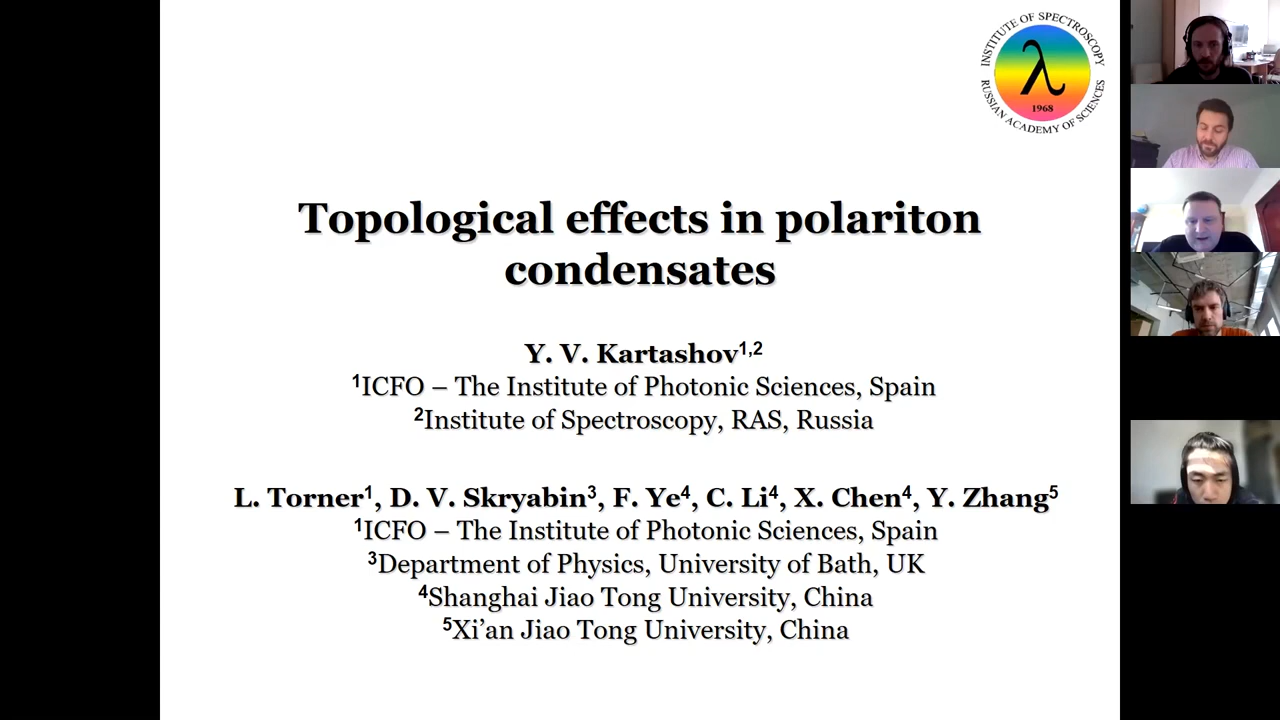 INSTITUTE OF SPECTROSCOPY
λ
1968
RUSSIAN ACADEMY OF SCIENCES
Topological effects in polariton
condensates
Y. V. Kartashov1,2
1ICFO – The Institute of Photonic Sciences, Spain
2Institute of Spectroscopy, RAS, Russia
L. Torner1, D. V. Skryabin3, F. Ye4, C. Li4, X. Chen4, Y. Zhang5
1ICFO – The Institute of Photonic Sciences, Spain
3Department of Physics, University of Bath, UK
4Shanghai Jiao Tong University, China
5Xi’an Jiao Tong University, China